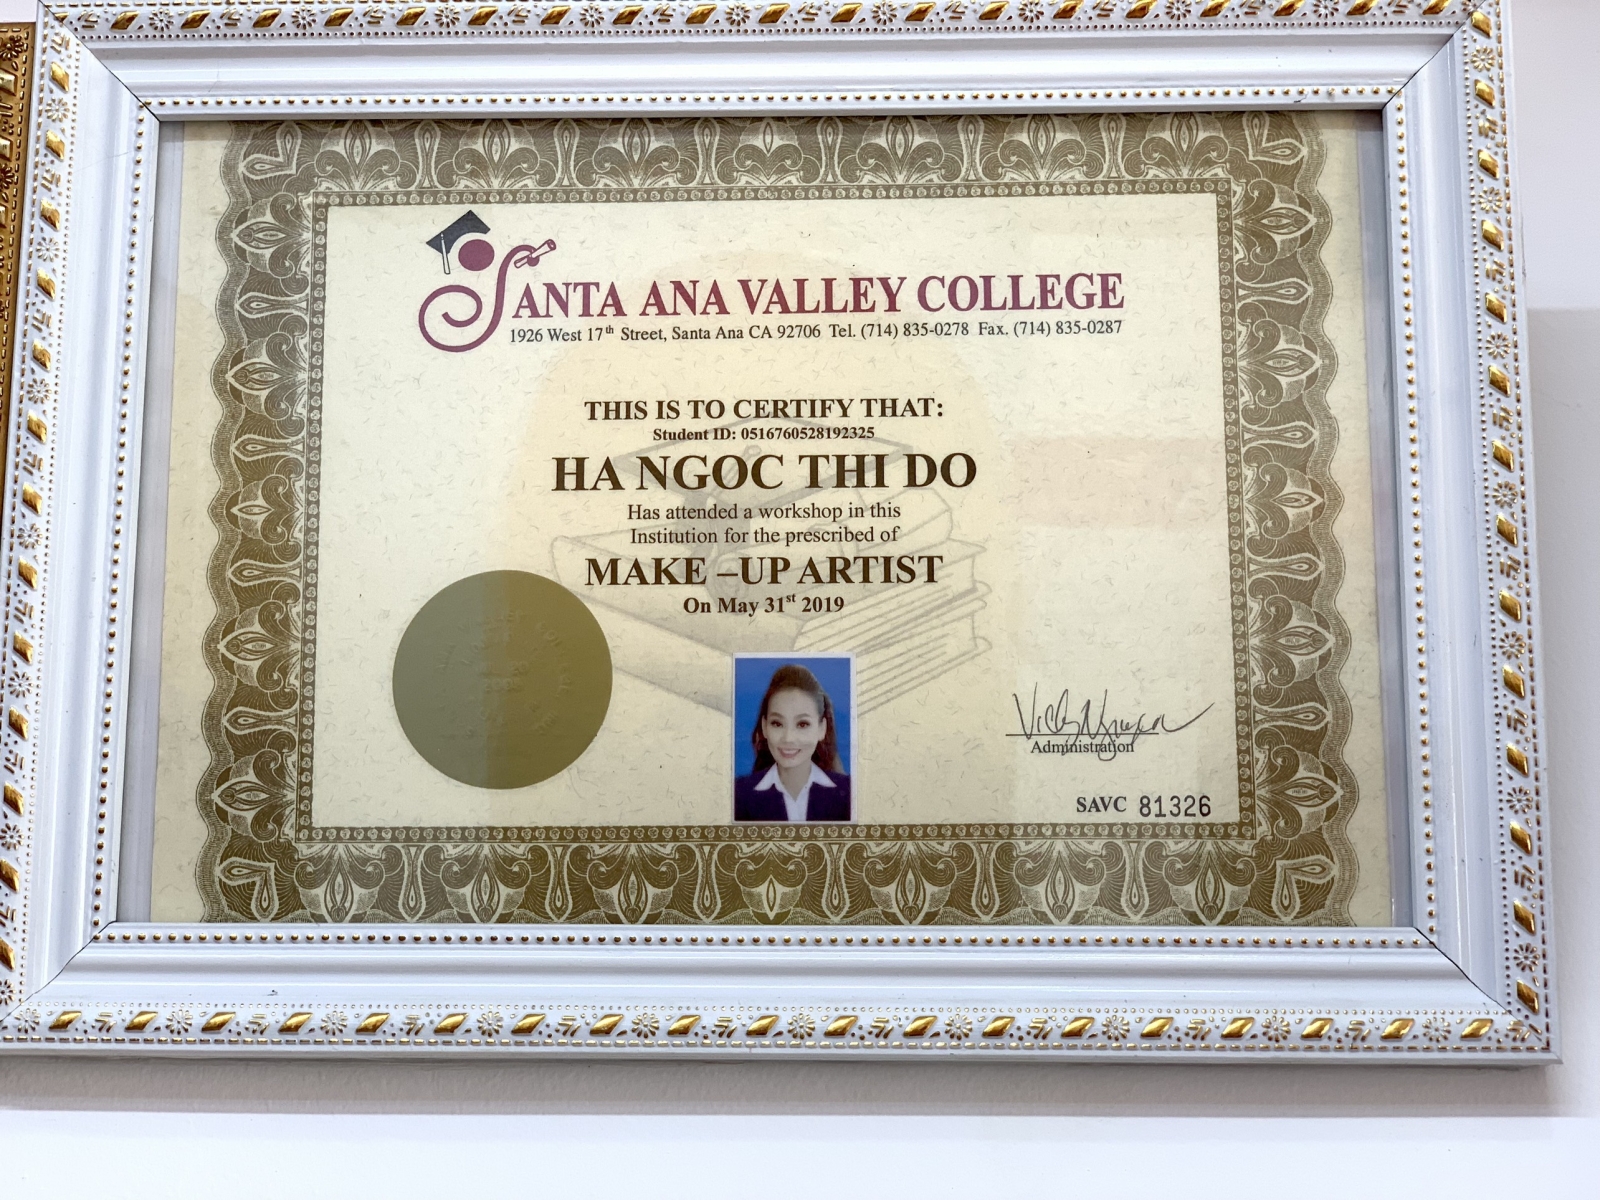 SANTA ANA VALLEY COLLEGE
1926 West 17th Street, Santa Ana CA 92706 Tel. (714) 835-0278 Fax. (714) 835-0287
THIS IS TO CERTIFY THAT:
Student ID: 0516760528192325
HA NGOC THI DO
Has attended a workshop in this
Institution for the prescribed of
MAKE –UP ARTIST
On May 31st 2019
Vicky Nguyen
Administration
SAVC 81326